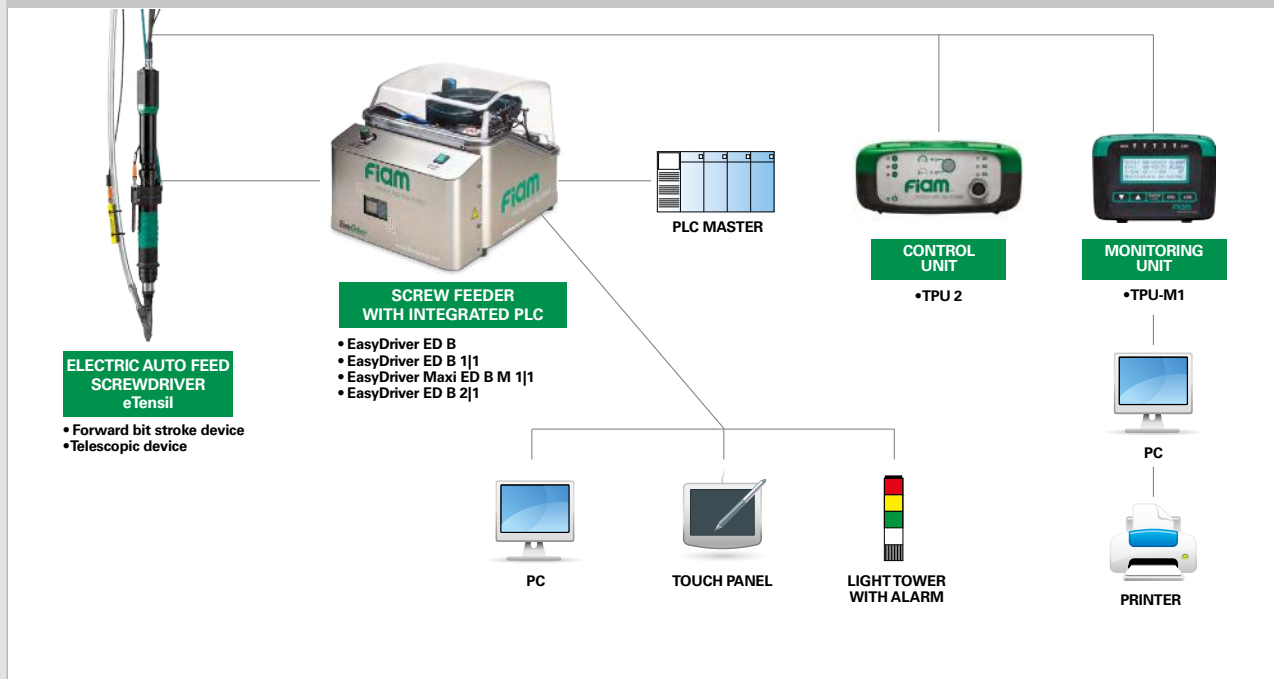 Fiam
Fiam
EasyDriver
Fiam
Fiam
PLC MASTER
CONTROL
UNIT
•TPU 2
MONITORING
UNIT
•TPU-M1
SCREW FEEDER
WITH INTEGRATED PLC
• EasyDriver ED B
• EasyDriver ED B 1|1
• EasyDriver Maxi ED B M 1|1
• EasyDriver ED B 2|1
ELECTRIC AUTO FEED
SCREWDRIVER
eTensil
• Forward bit stroke device
•Telescopic device
PC
PC
TOUCH PANEL
LIGHT TOWER
WITH ALARM
PRINTER